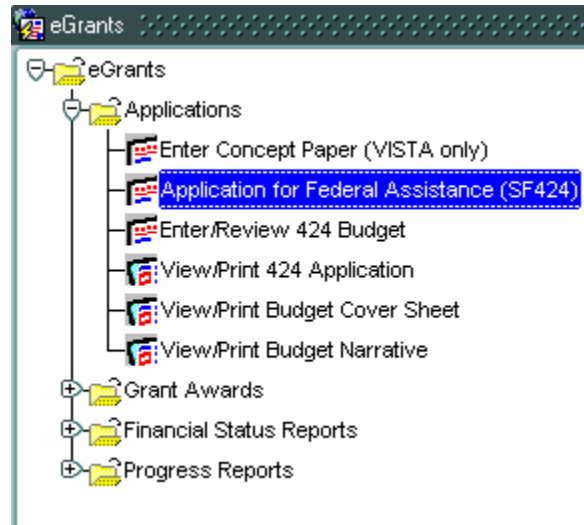 eGrants
eGrants
Applications
Enter Concept Paper (VISTA only)
Application for Federal Assistance (SF424)
Enter/Review 424 Budget
View/Print 424 Application
View/Print Budget Cover Sheet
View/Print Budget Narrative
Grant Awards
Financial Status Reports
Progress Reports